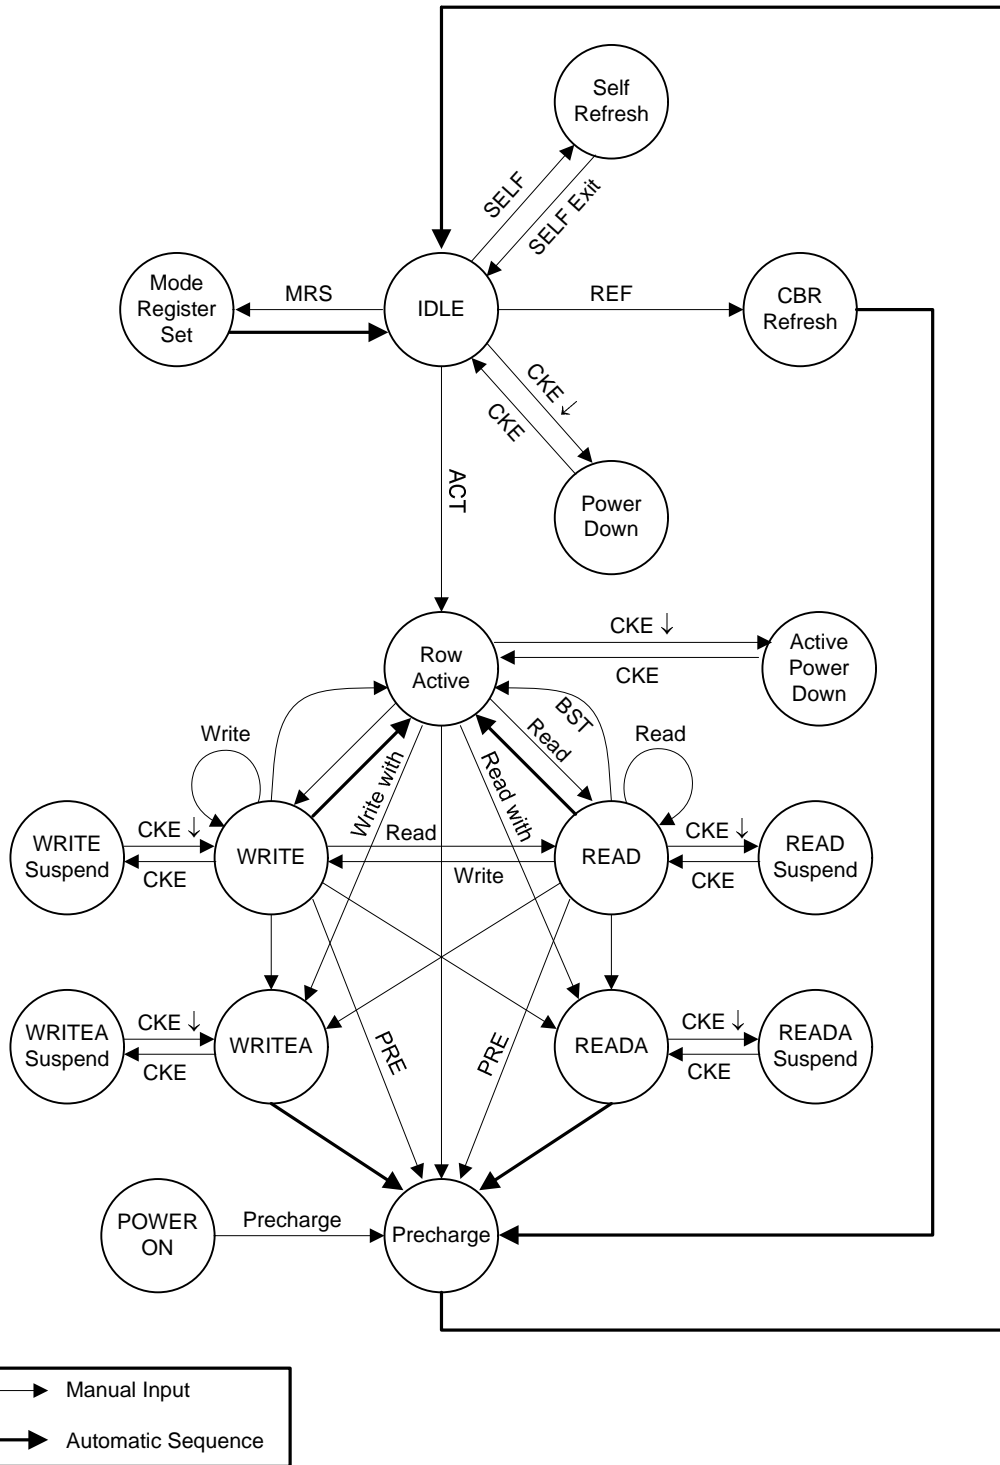 Self
Refresh
SELF
SELF Exit
Mode
Register
Set
MRS
IDLE
REF
CBR
Refresh
CKE ↓
CKE
ACT
Power
Down
Row
Active
CKE ↓
CKE
Active
Power
Down
BST
Read
Write
Read
Write with
Read with
WRITE
Suspend
CKE ↓
CKE
WRITE
Read
Write
READ
CKE ↓
CKE
READ
Suspend
WRITEA
Suspend
CKE ↓
CKE
WRITEA
PRE
PRE
READA
CKE ↓
CKE
READA
Suspend
POWER
ON
Precharge
Precharge
Manual Input
Automatic Sequence